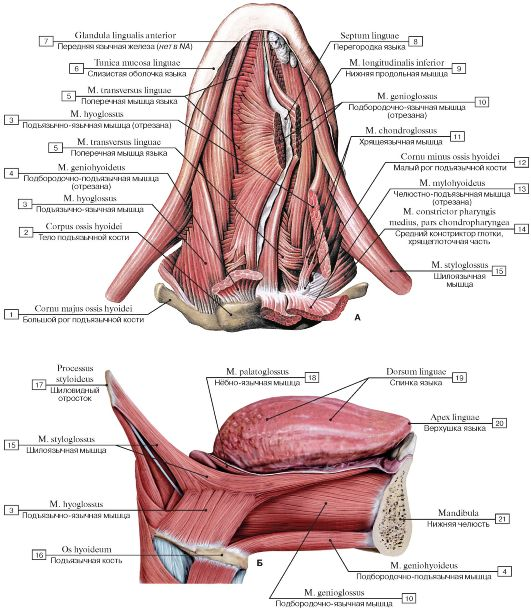 7
Glandula lingualis anterior
Передняя язычная железа (нет в NA)
6
Tunica mucosa linguae
Слизистая оболочка языка
5
M. transversus linguae
Поперечная мышца языка
3
M. hyoglossus
Подъязычно-язычная мышца (отрезана)
5
M. transversus linguae
Поперечная мышца языка
4
M. geniohyoideus
Подбородочно-подъязычная мышца
(отрезана)
3
M. hyoglossus
Подъязычно-язычная мышца
2
Corpus ossis hyoidei
Тело подъязычной кости
1
Cornu majus ossis hyoidei
Большой рог подъязычной кости
Septum linguae
8
Перегородка языка
M. longitudinalis inferior
9
Нижняя продольная мышца
M. genioglossus
10
Подбородочно-язычная мышца
(отрезана)
M. chondroglossus
11
Хрящеязычная мышца
Cornu minus ossis hyoidei
12
Малый рог подъязычной кости
M. mylohyoideus
13
Челюстно-подъязычная мышца
(отрезана)
M. constrictor pharyngis
medius, pars chondropharyngea
14
Средний констриктор глотки,
хрящеглоточная часть
M. styloglossus
15
Шилоязычная
мышца
А
Processus
styloideus
17
Шиловидный
отросток
M. palatoglossus
18
Нёбно-язычная мышца
Dorsum linguae
19
Спинка языка
Apex linguae
20
Верхушка языка
15
M. styloglossus
Шилоязычная мышца
3
M. hyoglossus
Подъязычно-язычная мышца
Mandibula
21
Нижняя челюсть
16
Os hyoideum
Подъязычная кость
Б
M. geniohyoideus
4
Подбородочно-подъязычная мышца
M. genioglossus
10
Подбородочно-язычная мышца